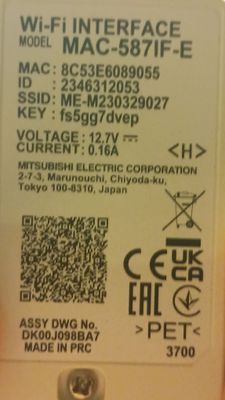 Wi-Fi INTERFACE
MODEL MAC-587IF-E
MAC: 8C53E6089055
ID : 2346312053
SSID: ME-M230329027
KEY : fs5gg7dvep
VOLTAGE: 12.7V
CURRENT: 0.16A
<H>
MITSUBISHI ELECTRIC CORPORATION
2-7-3, Marunouchi, Chiyoda-ku,
Tokyo 100-8310, Japan
CE
UK CA
EAC
>PET<
3700
ASSY DWG No.
DK00J098BA7
MADE IN PRC